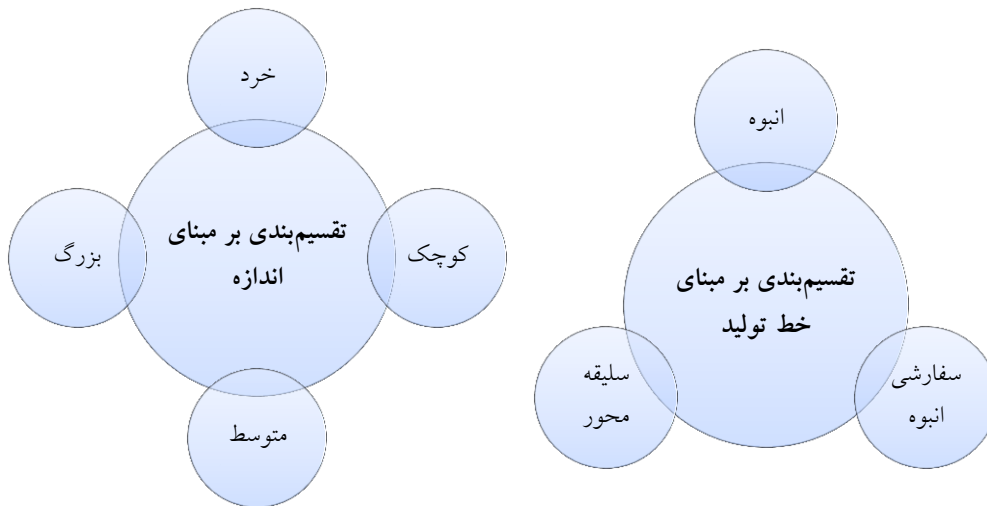 انبوه
تقسیم‌بندی بر مبنای
خط تولید
سفارشی
انبوه
سلیقه
محور
خرد
تقسیم‌بندی بر مبنای
اندازه
کوچک
متوسط
بزرگ